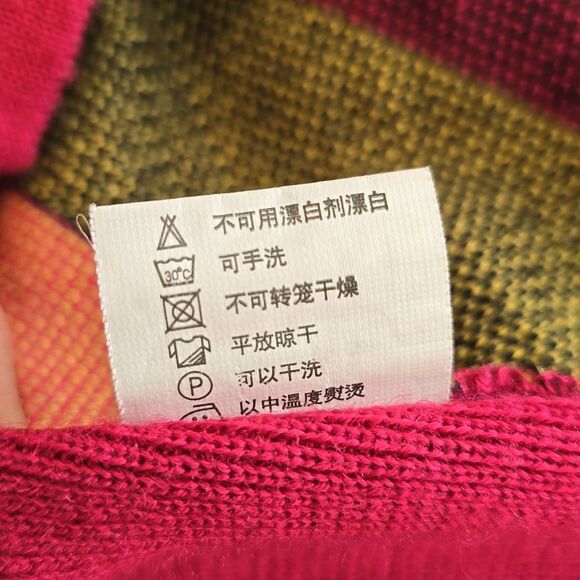 不可用漂白剂漂白
30°C 可手洗
不可转笼干燥
平放晾干
P 可以干洗
以中温度熨烫